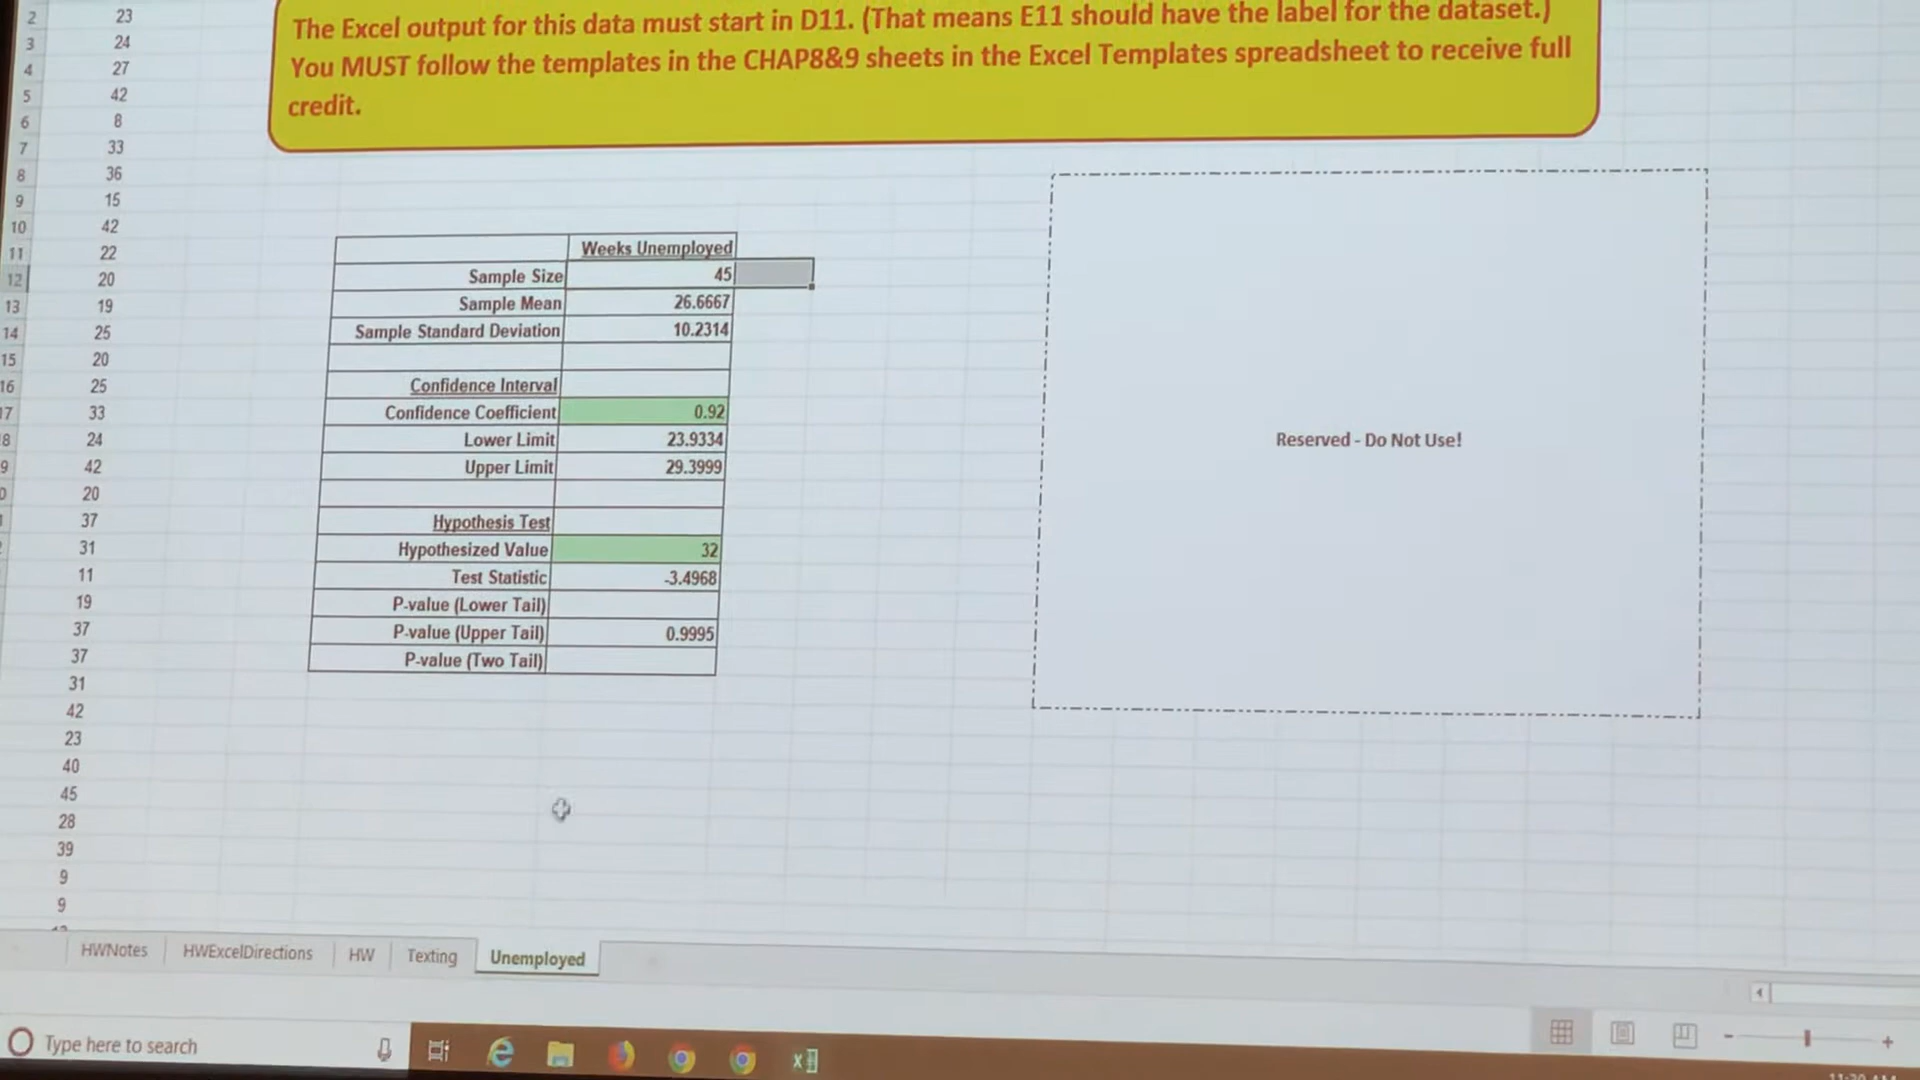 The Excel output for this data must start in D11. (That means E11 should have the label for the dataset.)
You MUST follow the templates in the CHAP8&9 sheets in the Excel Templates spreadsheet to receive full
credit.
2 23
3 24
4 27
5 42
6 8
7 33
8 36
9 15
10 42
11 22 Weeks Unemployed
12 20 Sample Size 45
13 19 Sample Mean 26.6667
14 25 Sample Standard Deviation 10.2314
15 20
16 25 Confidence Interval
17 33 Confidence Coefficient 0.92
8 24 Lower Limit 23.9334
9 42 Upper Limit 29.3999
0 20
37 Hypothesis Test
31 Hypothesized Value 32
11 Test Statistic -3.4968
19 P-value (Lower Tail)
37 P-value (Upper Tail) 0.9995
37 P-value (Two Tail)
31
42
23
40
45
28
39
9
9
Reserved - Do Not Use!
HWNotes HWExcelDirections HW Texting Unemployed
Type here to search